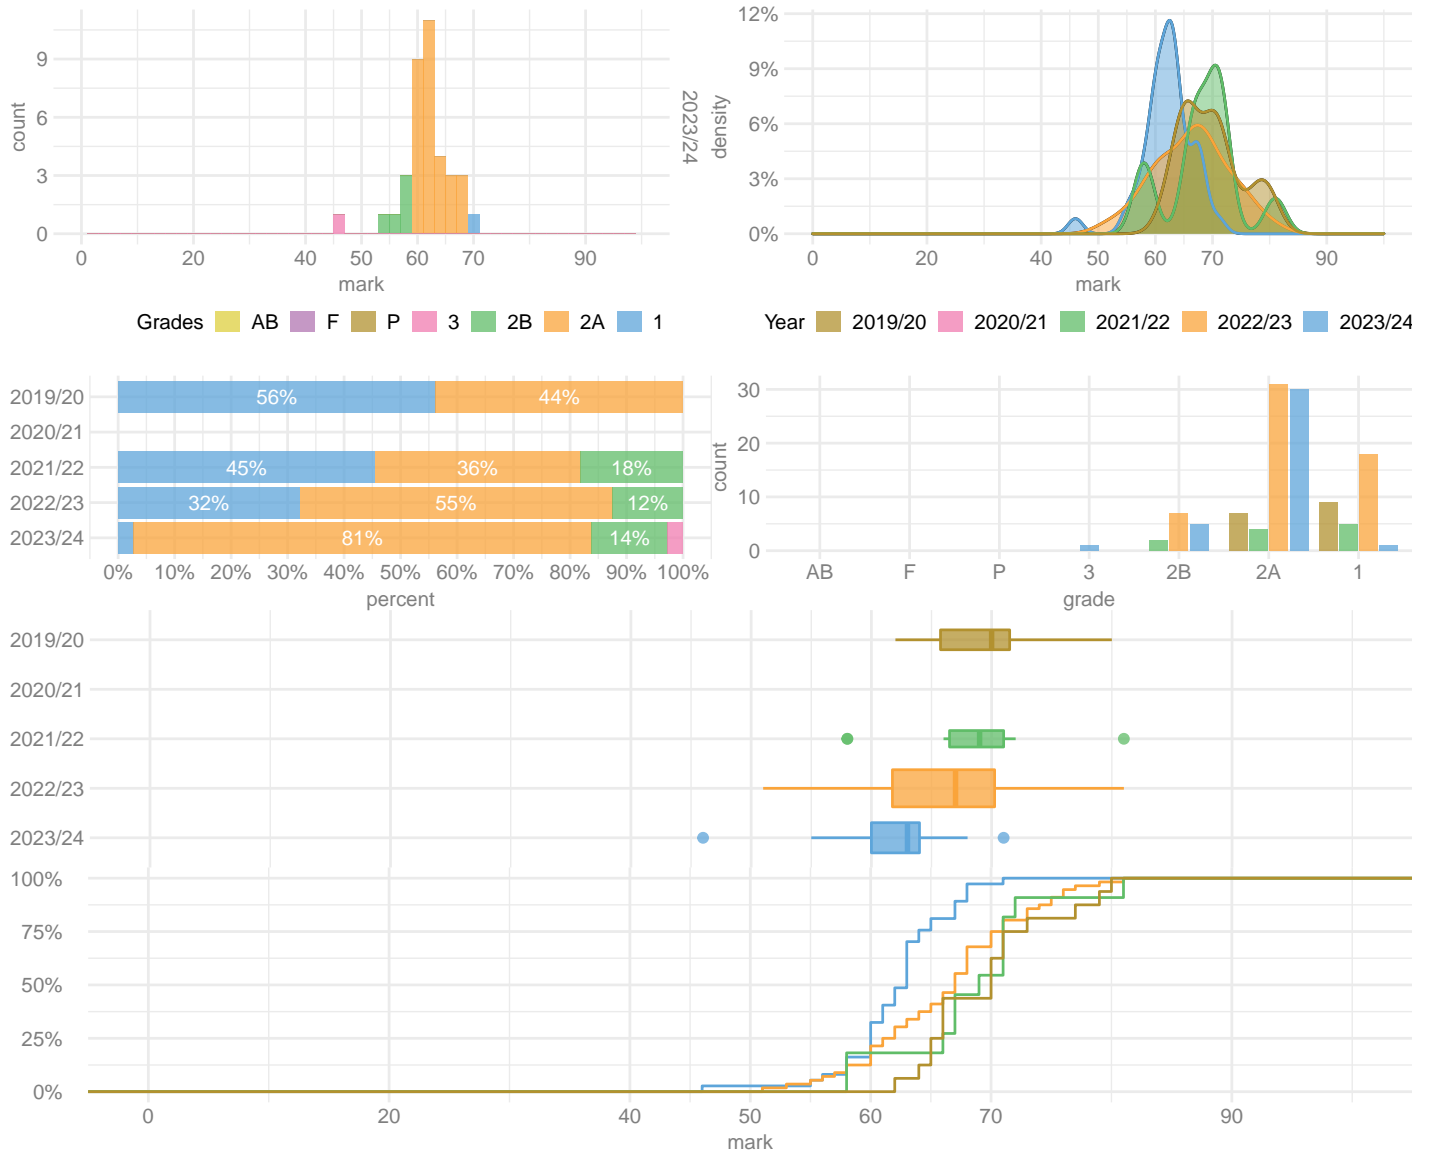 9
6
3
0
count
0 20 40 50 60 70 90
mark
2023/24
Grades AB F P 3 2B 2A 1
12%
9%
6%
3%
0%
density
0 20 40 50 60 70 90
mark
Year 2019/20 2020/21 2021/22 2022/23 2023/24
2019/20 56% 44%
2020/21
2021/22 45% 36% 18%
2022/23 32% 55% 12%
2023/24 81% 14%
0% 10% 20% 30% 40% 50% 60% 70% 80% 90% 100%
percent
30
20
10
0
count
AB F P 3 2B 2A 1
grade
2019/20
2020/21
2021/22
2022/23
2023/24
100%
75%
50%
25%
0%
0 20 40 50 60 70 90
mark